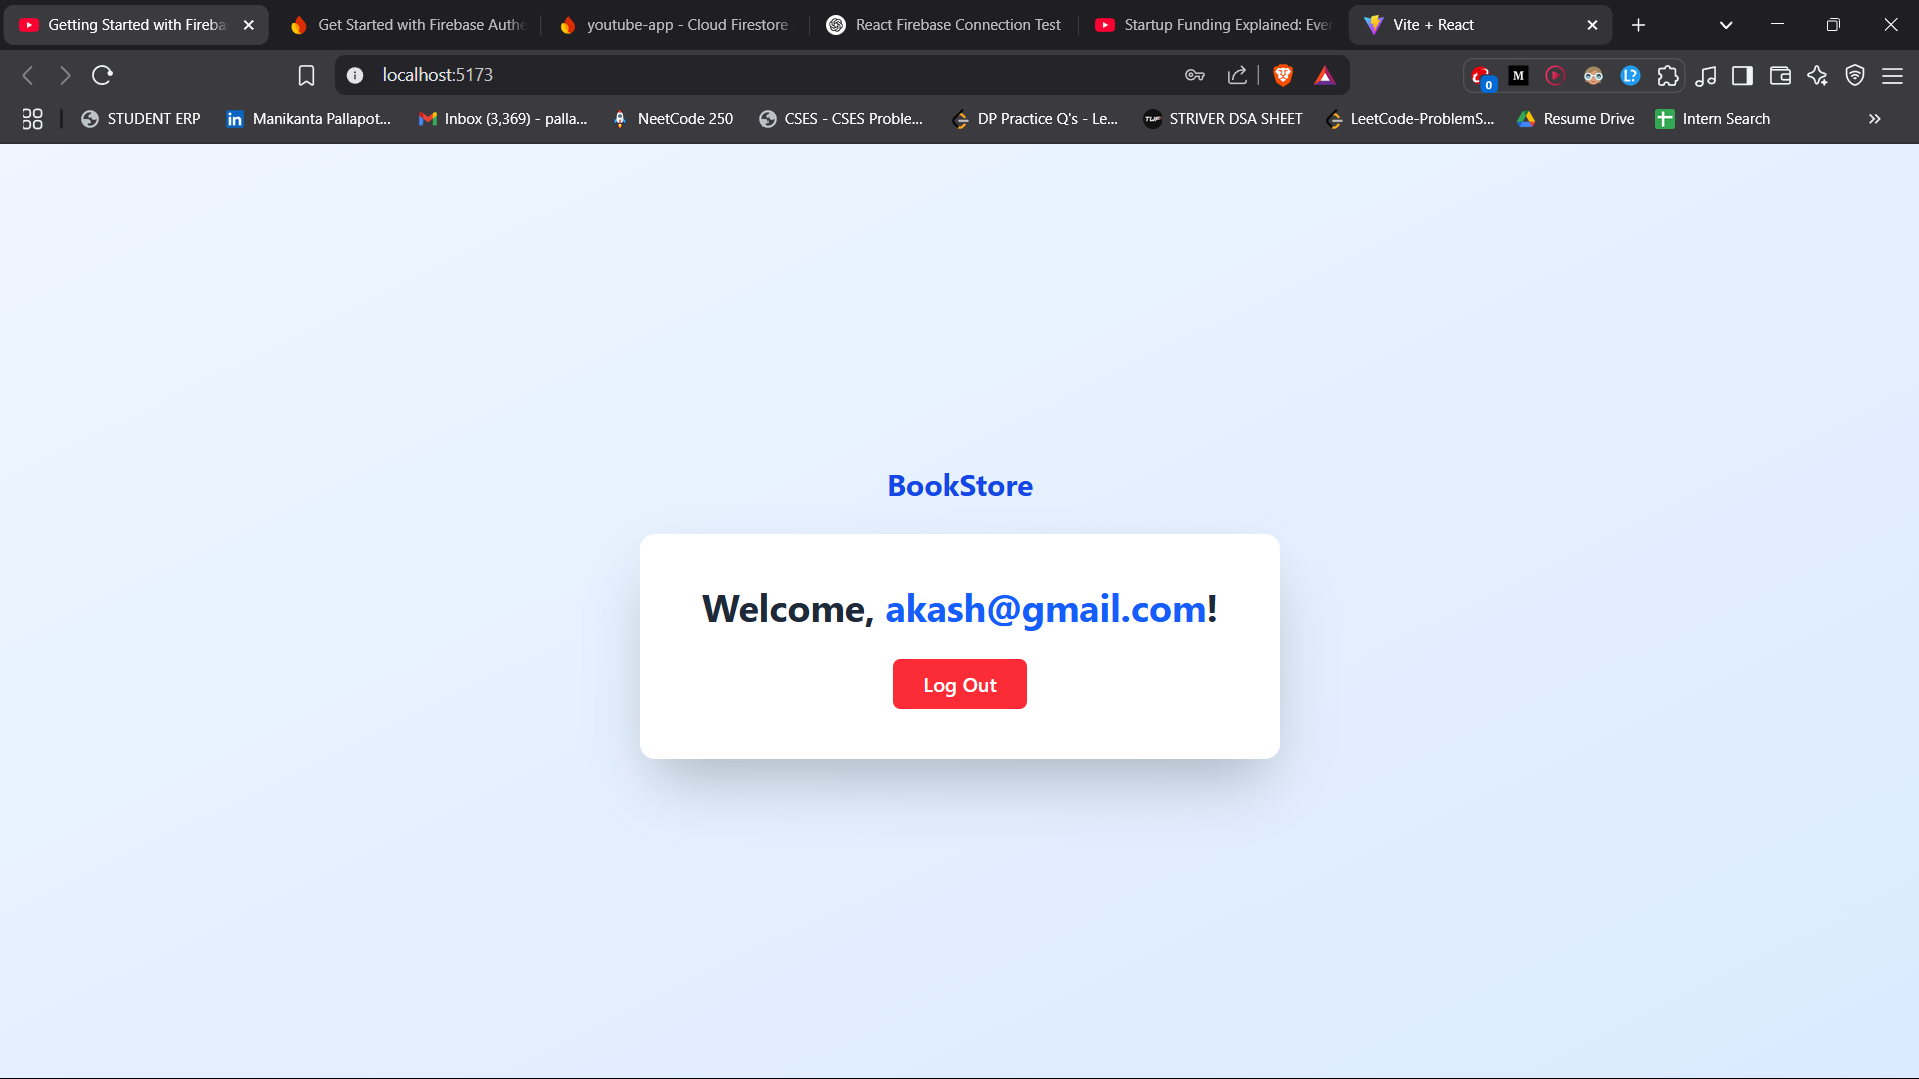 Getting Started with Fireba
Get Started with Firebase Authe
youtube-app - Cloud Firestore
React Firebase Connection Test
Startup Funding Explained: Ever
Vite + React
localhost:5173
0
M
L?
STUDENT ERP
in
Manikanta Pallapot...
Inbox (3,369) - palla...
NeetCode 250
CSES - CSES Proble...
DP Practice Q's - Le...
TUF
STRIVER DSA SHEET
LeetCode-ProblemS...
Resume Drive
Intern Search
BookStore
Welcome, akash@gmail.com!
Log Out